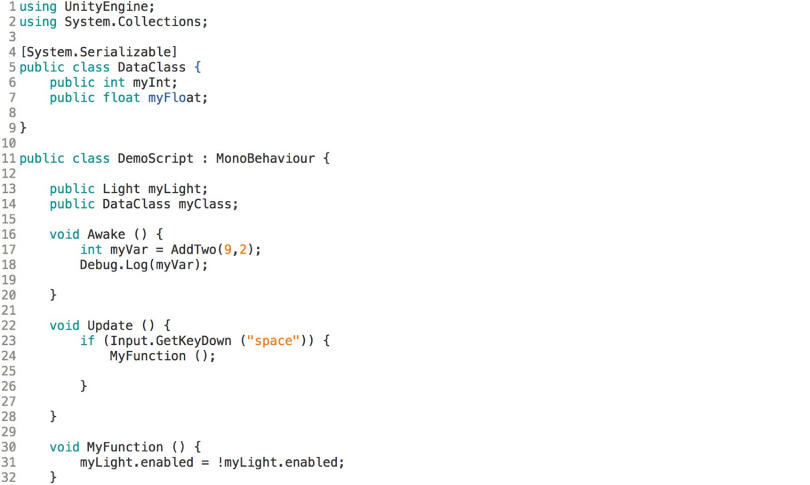 1 using UnityEngine;
2 using System.Collections;
3
4 [System.Serializable]
5 public class DataClass {
6     public int myInt;
7     public float myFloat;
8
9 }
10
11 public class DemoScript : MonoBehaviour {
12
13     public Light myLight;
14     public DataClass myClass;
15
16     void Awake () {
17         int myVar = AddTwo(9,2);
18         Debug.Log(myVar);
19
20     }
21
22     void Update () {
23         if (Input.GetKeyDown ("space")) {
24             MyFunction ();
25
26         }
27
28     }
29
30     void MyFunction () {
31         myLight.enabled = !myLight.enabled;
32     }